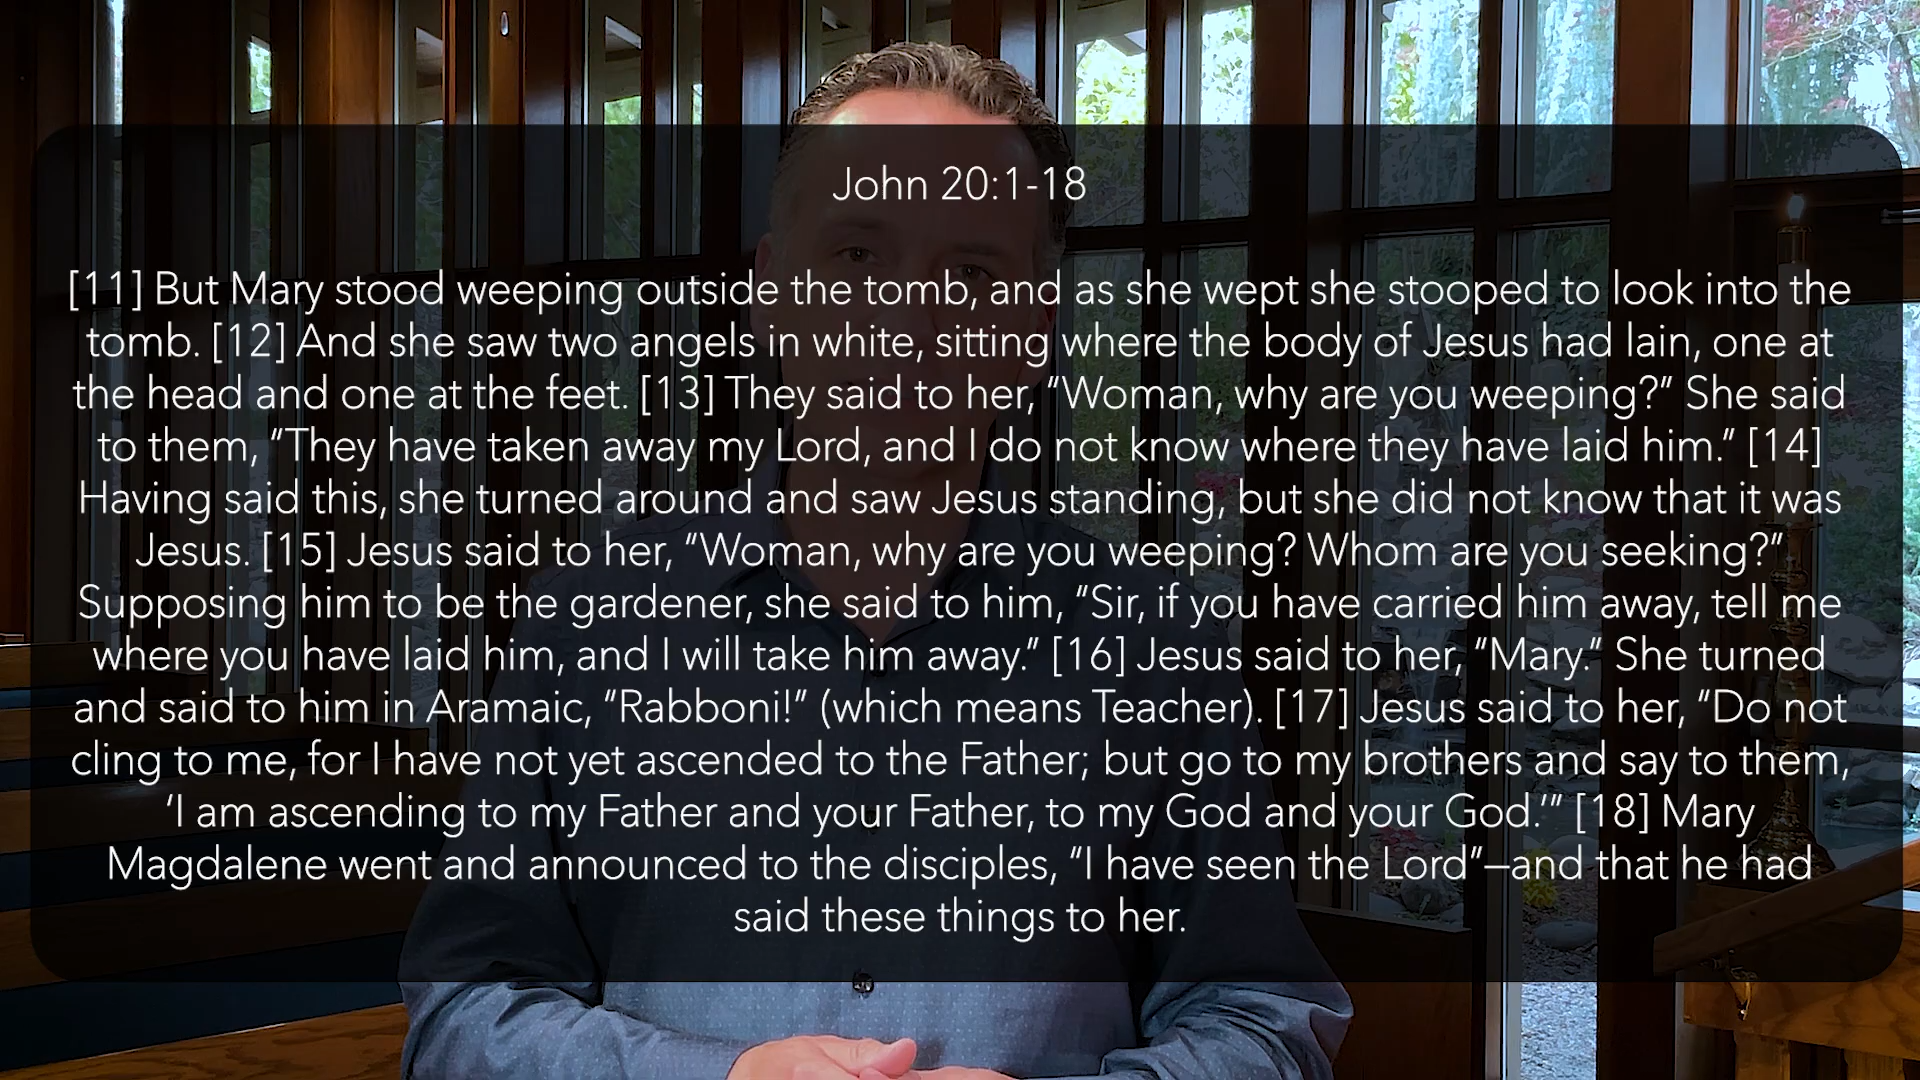 John 20:1-18
[11] But Mary stood weeping outside the tomb, and as she wept she stooped to look into the
tomb. [12] And she saw two angels in white, sitting where the body of Jesus had lain, one at
the head and one at the feet. [13] They said to her, “Woman, why are you weeping?” She said
to them, “They have taken away my Lord, and I do not know where they have laid him.” [14]
Having said this, she turned around and saw Jesus standing, but she did not know that it was
Jesus. [15] Jesus said to her, “Woman, why are you weeping? Whom are you seeking?”
Supposing him to be the gardener, she said to him, “Sir, if you have carried him away, tell me
where you have laid him, and I will take him away.” [16] Jesus said to her, “Mary.” She turned
and said to him in Aramaic, “Rabboni!” (which means Teacher). [17] Jesus said to her, “Do not
cling to me, for I have not yet ascended to the Father; but go to my brothers and say to them,
‘I am ascending to my Father and your Father, to my God and your God.’” [18] Mary
Magdalene went and announced to the disciples, “I have seen the Lord”—and that he had
said these things to her.